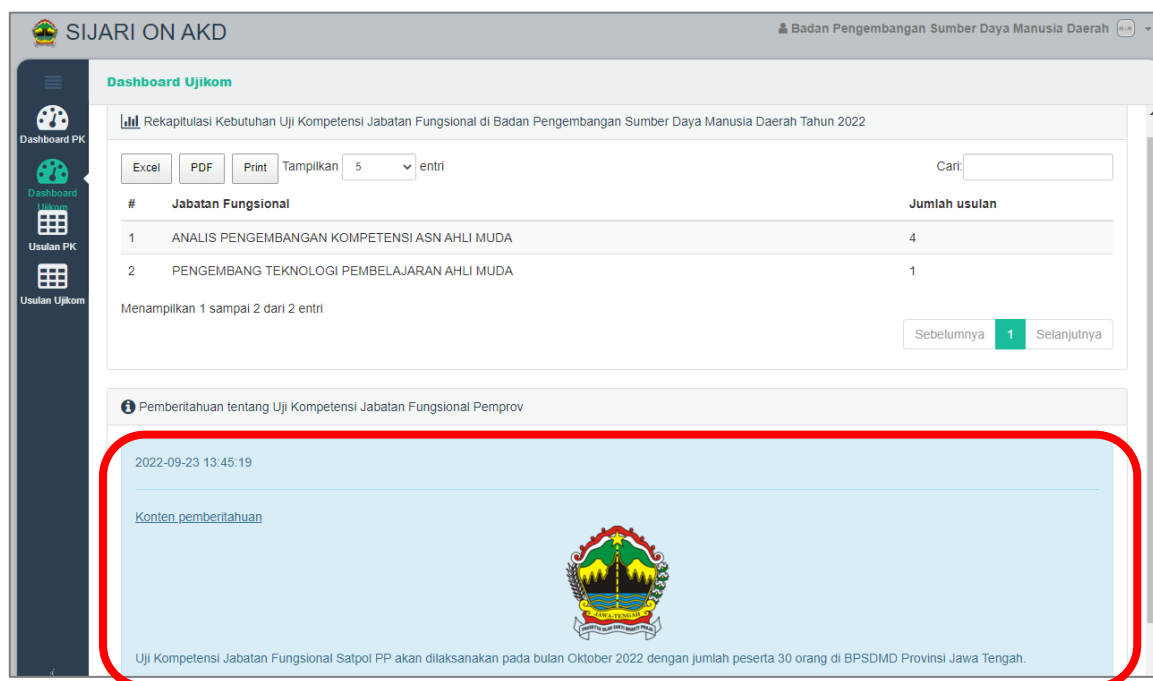 SIJARI ON AKD
Badan Pengembangan Sumber Daya Manusia Daerah
Dashboard Ujikom
Dashboard PK
Dashboard
Ujikom
Usulan PK
Usulan Ujikom
Rekapitulasi Kebutuhan Uji Kompetensi Jabatan Fungsional di Badan Pengembangan Sumber Daya Manusia Daerah Tahun 2022
Excel PDF Print Tampilkan 5 entri Cari:
# Jabatan Fungsional Jumlah usulan
1 ANALIS PENGEMBANGAN KOMPETENSI ASN AHLI MUDA 4
2 PENGEMBANG TEKNOLOGI PEMBELAJARAN AHLI MUDA 1
Menampilkan 1 sampai 2 dari 2 entri
Sebelumnya 1 Selanjutnya
Pemberitahuan tentang Uji Kompetensi Jabatan Fungsional Pemprov
2022-09-23 13:45:19
Konten pemberitahuan
JAWA-TENGAH
Uji Kompetensi Jabatan Fungsional Satpol PP akan dilaksanakan pada bulan Oktober 2022 dengan jumlah peserta 30 orang di BPSDMD Provinsi Jawa Tengah.